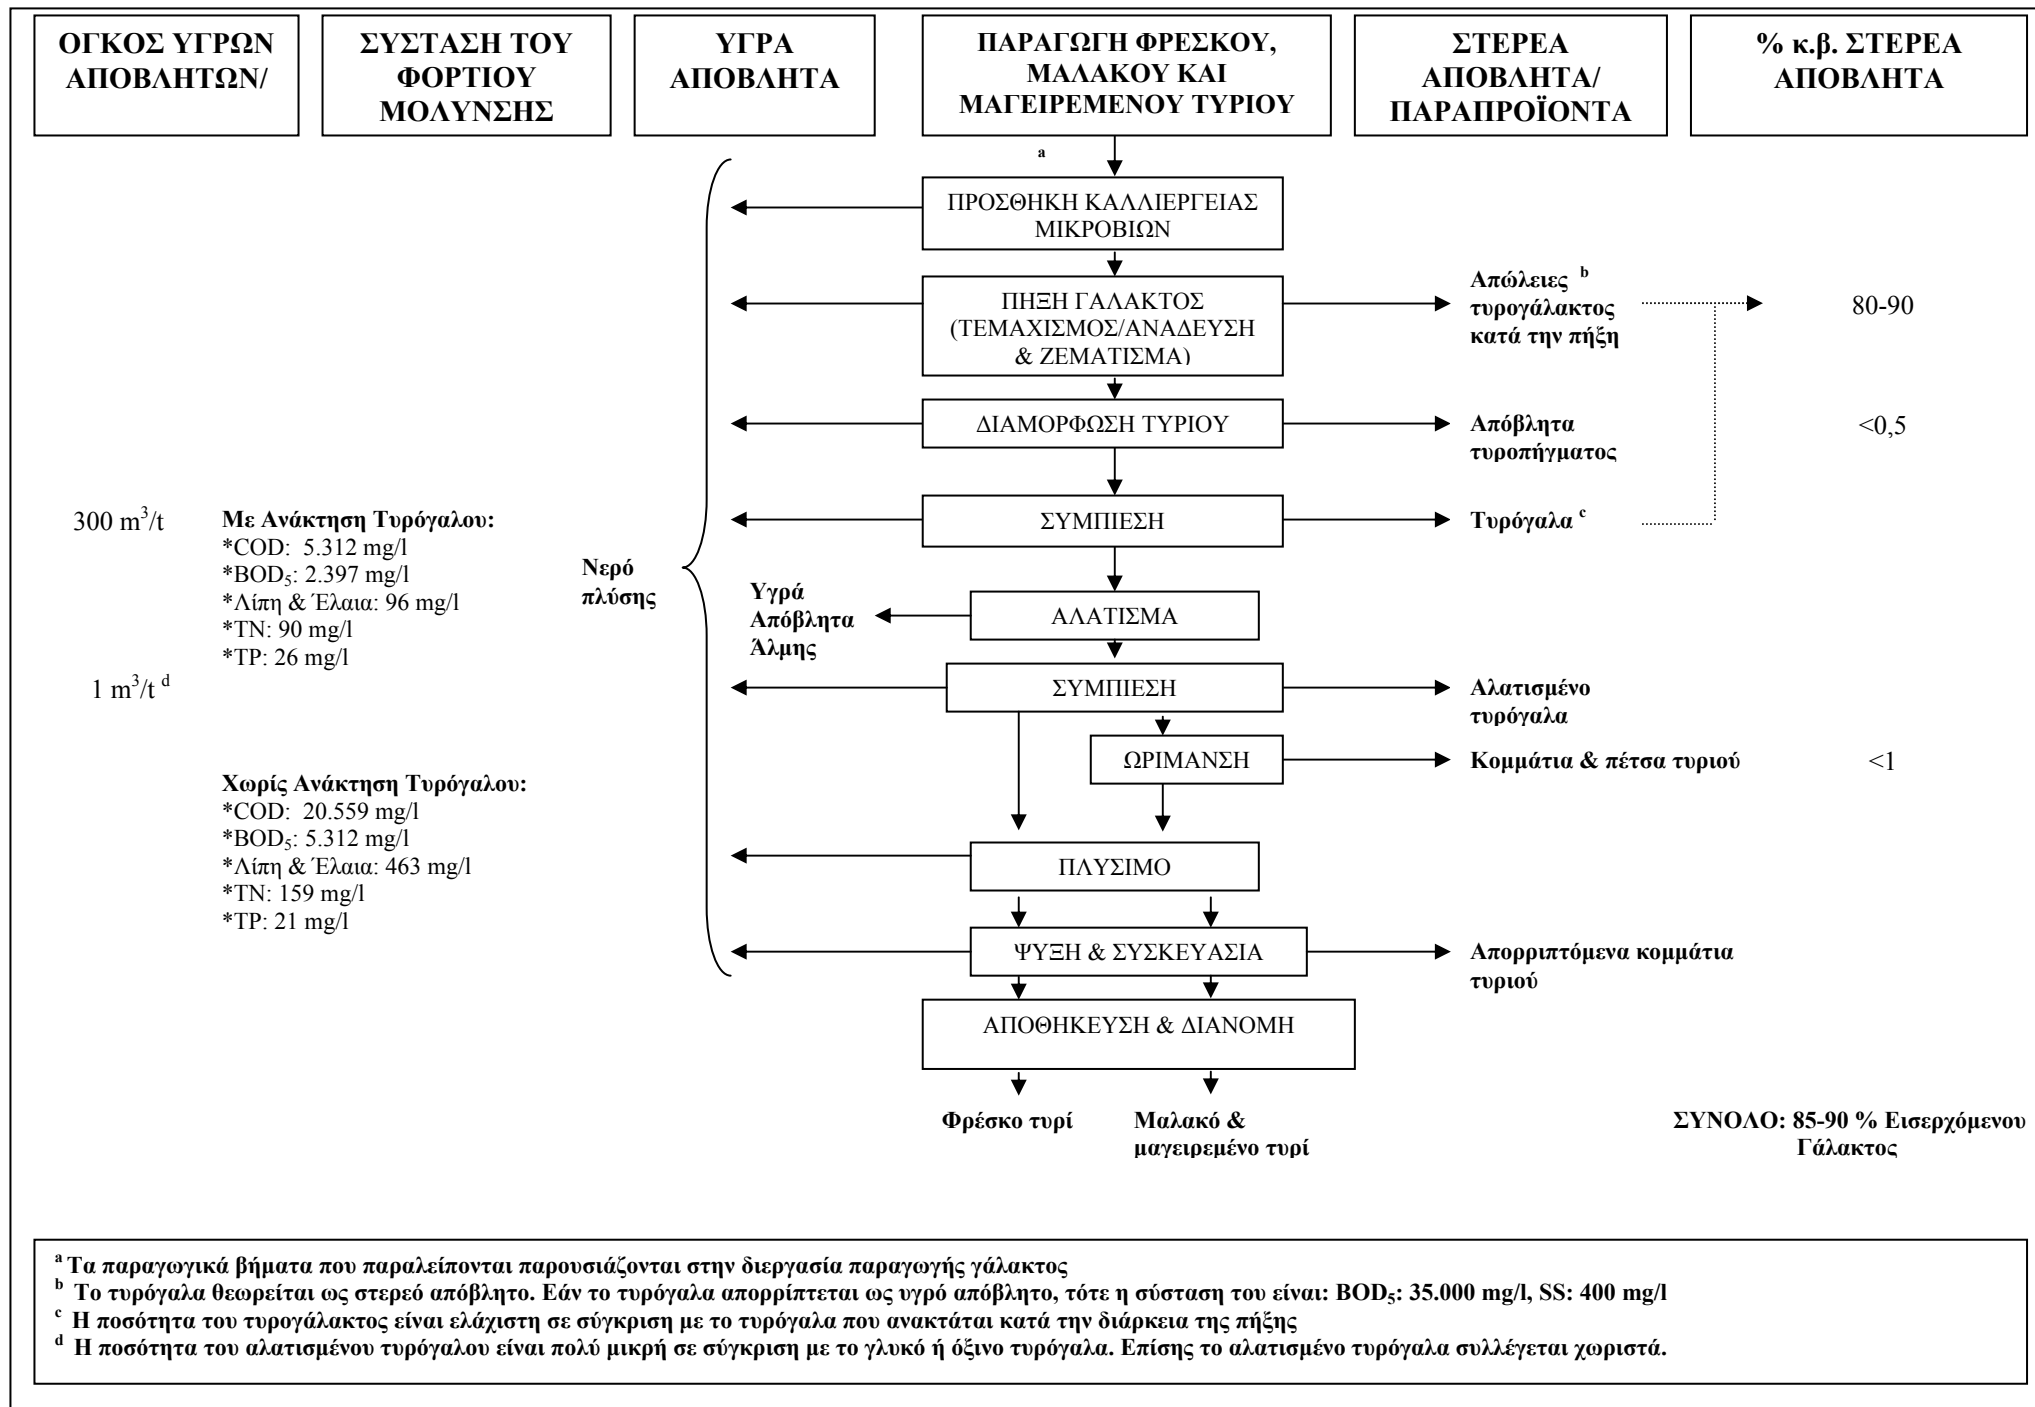 ΟΓΚΟΣ ΥΓΡΩΝ
ΑΠΟΒΛΗΤΩΝ/
ΣΥΣΤΑΣΗ ΤΟΥ
ΦΟΡΤΙΟΥ
ΜΟΛΥΝΣΗΣ
ΥΓΡΑ
ΑΠΟΒΛΗΤΑ
ΠΑΡΑΓΩΓΗ ΦΡΕΣΚΟΥ,
ΜΑΛΑΚΟΥ ΚΑΙ
ΜΑΓΕΙΡΕΜΕΝΟΥ ΤΥΡΙΟΥ
ΣΤΕΡΕΑ
ΑΠΟΒΛΗΤΑ/
ΠΑΡΑΠΡΟΪΟΝΤΑ
% κ.β. ΣΤΕΡΕΑ
ΑΠΟΒΛΗΤΑ
a
ΠΡΟΣΘΗΚΗ ΚΑΛΛΙΕΡΓΕΙΑΣ
ΜΙΚΡΟΒΙΩΝ
ΠΗΞΗ ΓΑΛΑΚΤΟΣ
(ΤΕΜΑΧΙΣΜΟΣ/ΑΝΑΔΕΥΣΗ
& ΖΕΜΑΤΙΣΜΑ)
Απώλειες b
τυρογάλακτος
κατά την πήξη
80-90
ΔΙΑΜΟΡΦΩΣΗ ΤΥΡΙΟΥ
Απόβλητα
τυροπήγματος
<0,5
300 m3/t
Με Ανάκτηση Τυρόγαλου:
*COD: 5.312 mg/l
*BOD5: 2.397 mg/l
*Λίπη & Έλαια: 96 mg/l
*TN: 90 mg/l
*TP: 26 mg/l
Νερό
πλύσης
ΣΥΜΠΙΕΣΗ
Τυρόγαλα c
Υγρά
Απόβλητα
Άλμης
ΑΛΑΤΙΣΜΑ
1 m3/t d
ΣΥΜΠΙΕΣΗ
Αλατισμένο
τυρόγαλα
ΩΡΙΜΑΝΣΗ
Κομμάτια & πέτσα τυριού
<1
Χωρίς Ανάκτηση Τυρόγαλου:
*COD: 20.559 mg/l
*BOD5: 5.312 mg/l
*Λίπη & Έλαια: 463 mg/l
*TN: 159 mg/l
*TP: 21 mg/l
ΠΛΥΣΙΜΟ
ΨΥΞΗ & ΣΥΣΚΕΥΑΣΙΑ
Απορριπτόμενα κομμάτια
τυριού
ΑΠΟΘΗΚΕΥΣΗ & ΔΙΑΝΟΜΗ
Φρέσκο τυρί
Μαλακό &
μαγειρεμένο τυρί
ΣΥΝΟΛΟ: 85-90 % Εισερχόμενου
Γάλακτος
a Τα παραγωγικά βήματα που παραλείπονται παρουσιάζονται στην διεργασία παραγωγής γάλακτος
b Το τυρόγαλα θεωρείται ως στερεό απόβλητο. Εάν το τυρόγαλα απορρίπτεται ως υγρό απόβλητο, τότε η σύσταση του είναι: BOD5: 35.000 mg/l, SS: 400 mg/l
c Η ποσότητα του τυρογάλακτος είναι ελάχιστη σε σύγκριση με το τυρόγαλα που ανακτάται κατά την διάρκεια της πήξης
d Η ποσότητα του αλατισμένου τυρόγαλου είναι πολύ μικρή σε σύγκριση με το γλυκό ή όξινο τυρόγαλα. Επίσης το αλατισμένο τυρόγαλα συλλέγεται χωριστά.